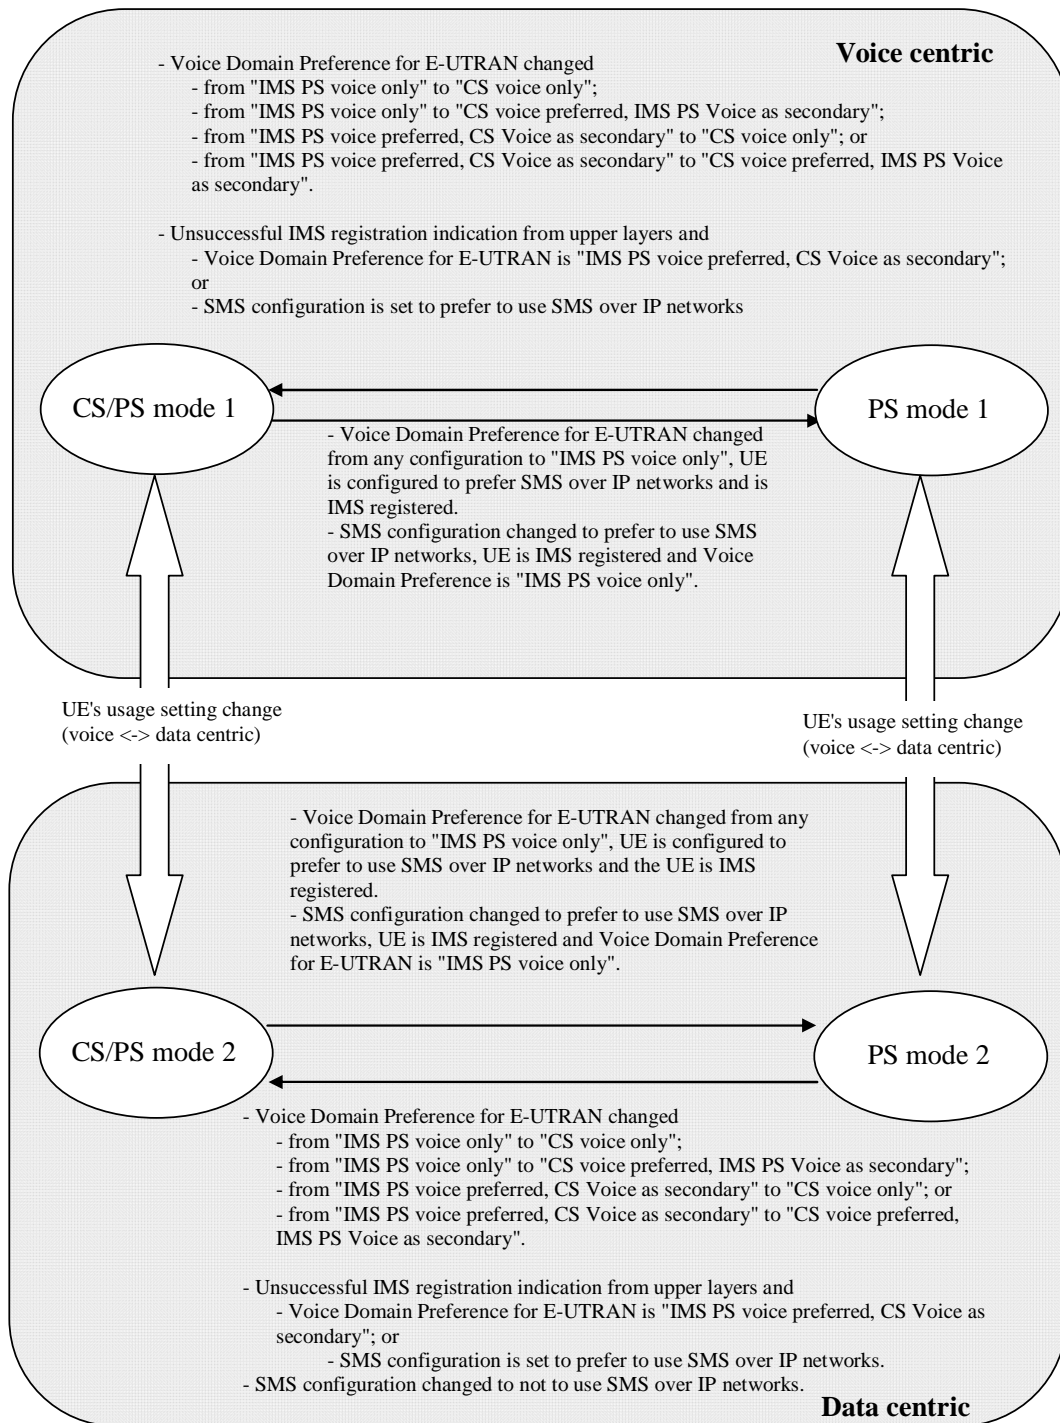 Voice centric
- Voice Domain Preference for E-UTRAN changed
- from "IMS PS voice only" to "CS voice only";
- from "IMS PS voice only" to "CS voice preferred, IMS PS Voice as secondary";
- from "IMS PS voice preferred, CS Voice as secondary" to "CS voice only"; or
- from "IMS PS voice preferred, CS Voice as secondary" to "CS voice preferred, IMS PS Voice
as secondary".
- Unsuccessful IMS registration indication from upper layers and
- Voice Domain Preference for E-UTRAN is "IMS PS voice preferred, CS Voice as secondary";
or
- SMS configuration is set to prefer to use SMS over IP networks
CS/PS mode 1
PS mode 1
- Voice Domain Preference for E-UTRAN changed
from any configuration to "IMS PS voice only", UE
is configured to prefer SMS over IP networks and is
IMS registered.
- SMS configuration changed to prefer to use SMS
over IP networks, UE is IMS registered and Voice
Domain Preference is "IMS PS voice only".
UE's usage setting change
(voice <-> data centric)
UE's usage setting change
(voice <-> data centric)
- Voice Domain Preference for E-UTRAN changed from any
configuration to "IMS PS voice only", UE is configured to
prefer to use SMS over IP networks and the UE is IMS
registered.
- SMS configuration changed to prefer to use SMS over IP
networks, UE is IMS registered and Voice Domain Preference
for E-UTRAN is "IMS PS voice only".
CS/PS mode 2
PS mode 2
- Voice Domain Preference for E-UTRAN changed
- from "IMS PS voice only" to "CS voice only";
- from "IMS PS voice only" to "CS voice preferred, IMS PS Voice as secondary";
- from "IMS PS voice preferred, CS Voice as secondary" to "CS voice only"; or
- from "IMS PS voice preferred, CS Voice as secondary" to "CS voice preferred,
IMS PS Voice as secondary".
- Unsuccessful IMS registration indication from upper layers and
- Voice Domain Preference for E-UTRAN is "IMS PS voice preferred, CS Voice as
secondary"; or
- SMS configuration is set to prefer to use SMS over IP networks.
- SMS configuration changed to not to use SMS over IP networks.
Data centric